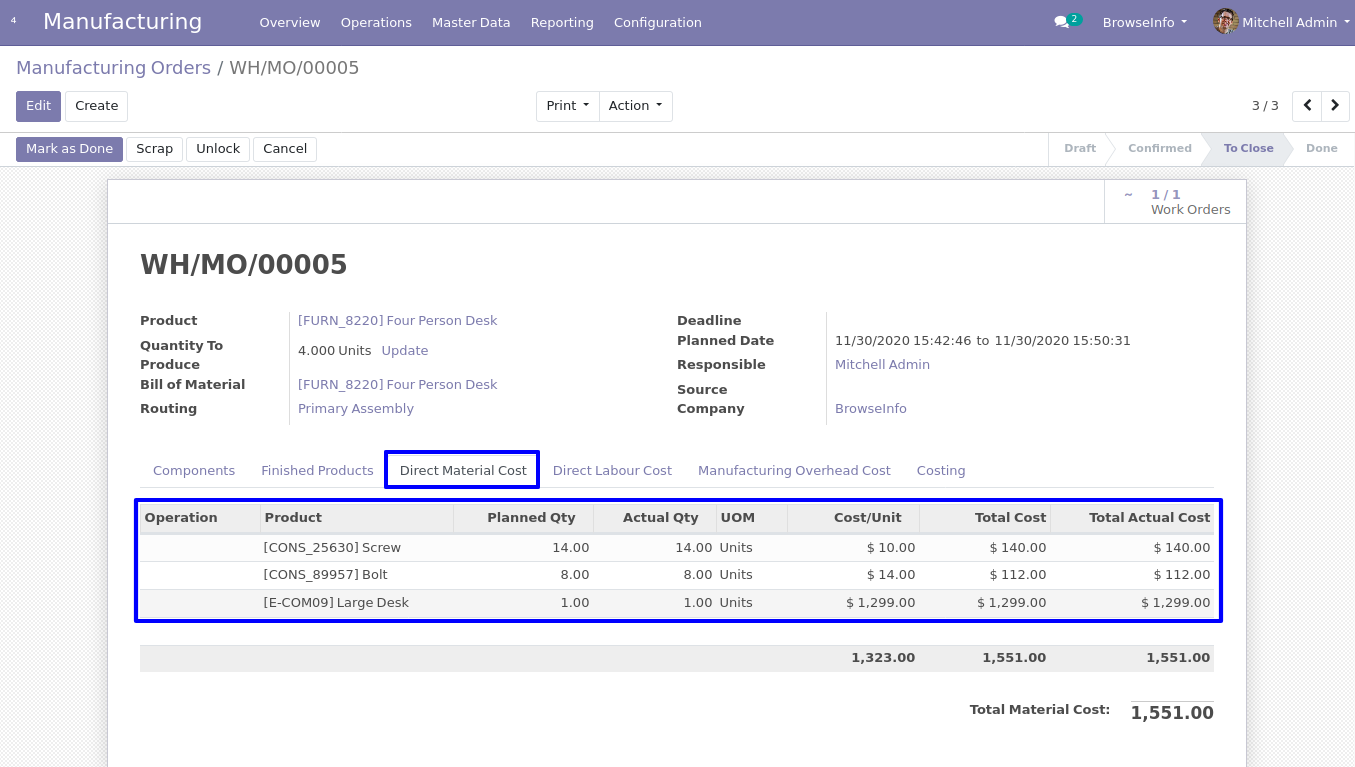 4 Manufacturing Overview Operations Master Data Reporting Configuration 2 BrowseInfo Mitchell Admin
Manufacturing Orders / WH/MO/00005
Edit Create Print Action 3 / 3
Mark as Done Scrap Unlock Cancel Draft Confirmed To Close Done
~ 1 / 1
Work Orders
WH/MO/00005
Product [FURN_8220] Four Person Desk
Quantity To Produce 4.000 Units Update
Bill of Material [FURN_8220] Four Person Desk
Routing Primary Assembly
Deadline
Planned Date 11/30/2020 15:42:46 to 11/30/2020 15:50:31
Responsible Mitchell Admin
Source
Company BrowseInfo
Components Finished Products Direct Material Cost Direct Labour Cost Manufacturing Overhead Cost Costing
Operation Product Planned Qty Actual Qty UOM Cost/Unit Total Cost Total Actual Cost
[CONS_25630] Screw 14.00 14.00 Units $ 10.00 $ 140.00 $ 140.00
[CONS_89957] Bolt 8.00 8.00 Units $ 14.00 $ 112.00 $ 112.00
[E-COM09] Large Desk 1.00 1.00 Units $ 1,299.00 $ 1,299.00 $ 1,299.00
1,323.00 1,551.00 1,551.00
Total Material Cost: 1,551.00